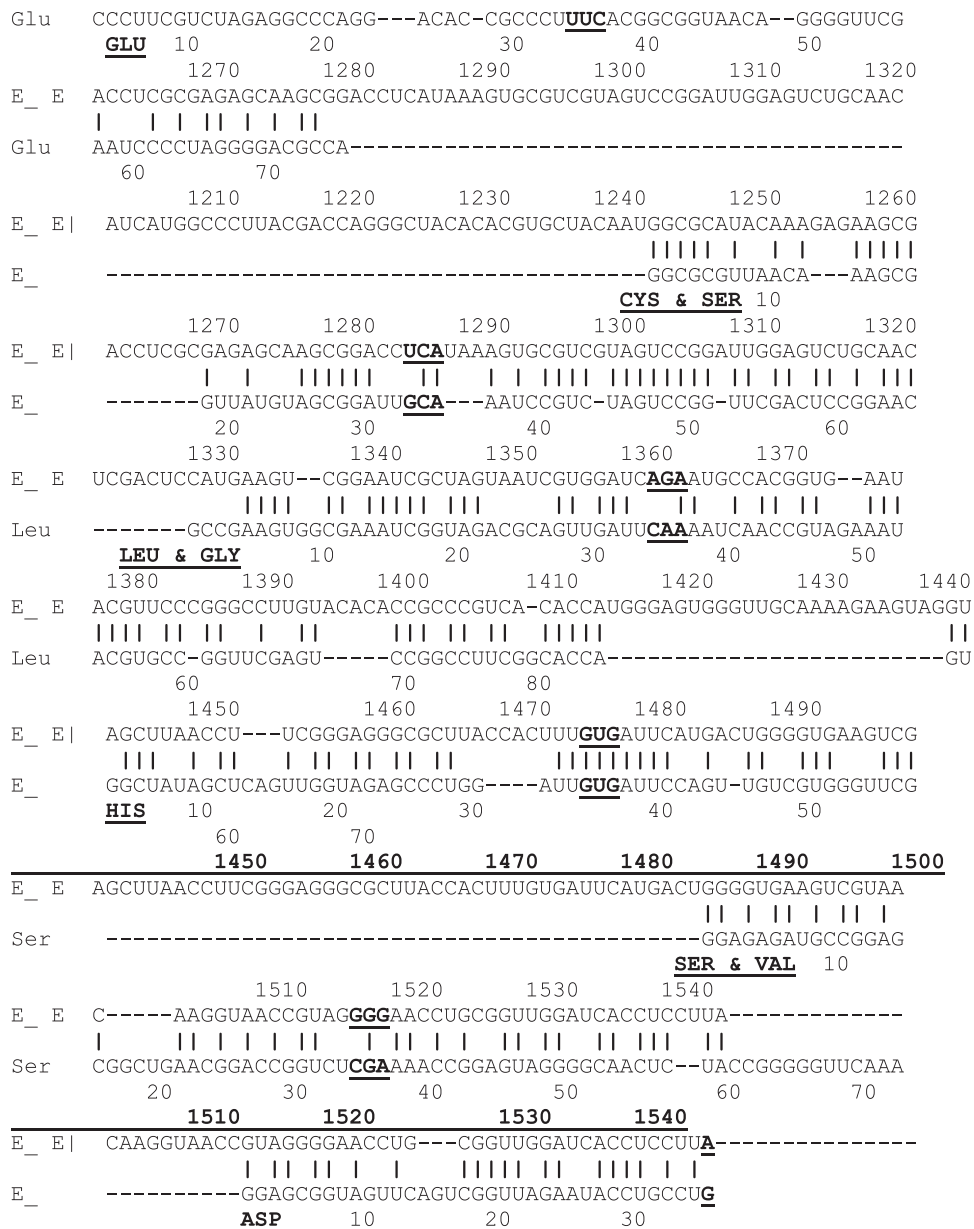 Glu CCCUUCGUCUAGAGGCCCAGG---ACAC-CGCCCUUUCACGGCGGUAACA--GGGGUUCG
GLU 10 20 30 40 50
1270 1280 1290 1300 1310 1320
E_ E ACCUCGCGAGAGCAAGCGGACCUCAUAAAGUGCGUCGUAGUCCGGAUUGGAGUCUGCAAC
| | | || | | ||
Glu AAUCCCCUAGGGGACGCCA-----------------------------------------
60 70
1210 1220 1230 1240 1250 1260
E_ E| AUCAUGGCCCUUACGACCAGGGCUACACACGUGCUACAAUGGCGCAUACAAAGAGAAGCG
||||| | | | |||||
E_ ----------------------------------------GGCGCGUUAACA---AAGCG
CYS & SER 10
1270 1280 1290 1300 1310 1320
E_ E| ACCUCGCGAGAGCAAGCGGACCUCAUAAAGUGCGUCGUAGUCCGGAUUGGAGUCUGCAAC
| | |||||| || | | |||| |||||||| || || || | |||
E_ -------GUUAUGUAGCGGAUUGCA---AAUCCGUC-UAGUCCGG-UUCGACUCCGGAAC
20 30 40 50 60
1330 1340 1350 1360 1370
E_ E UCGACUCCAUGAAGU--CGGAAUCGCUAGUAAUCGUGGAUCAGAAUGCCACGGUG--AAU
|||| || ||||| ||| || ||| || || || | |||
Leu -------GCCGAAGUGGCGAAAUCGGUAGACGCAGUUGAUUCAAAAUCAACCGUAGAAAU
LEU & GLY 10 20 30 40 50
1380 1390 1400 1410 1420 1430 1440
E_ E ACGUUCCCGGGCCUUGUACACACCGCCCGUCA-CACCAUGGGAGUGGGUUGCAAAAGAAGUAGGU
|||| || || | || ||| || || ||||| ||
Leu ACGUGCC-GGUUCGAGU-----CCGGCCUUCGGCACCA-------------------------GU
60 70 80
1450 1460 1470 1480 1490
E_ E| AGCUUAACCU---UCGGGAGGGCGCUUACCACUUUGUGAUUCAUGACUGGGGUGAAGUCG
||| | || || ||| | || || |||||||| || || || | |||
E_ GGCUAUAGCUCAGUUGGUAGAGCCCUGG----AUUGUGAUUCCAGU-UGUCGUGGGUUCG
HIS 10 20 30 40 50
60 70
1450 1460 1470 1480 1490 1500
E_ E AGCUUAACCUUCGGGAGGGCGCUUACCACUUUGUGAUUCAUGACUGGGGUGAAGUCGUAA
|| | || | || |
Ser ---------------------------------------------GGAGAGAUGCCGGAG
SER & VAL 10
1510 1520 1530 1540
E_ E C-----AAGGUAACCGUAGGGGAACCUGCGGUUGGAUCACCUCCUUA-------------
| || || || | | || | || || || |||| ||
Ser CGGCUGAACGGACCGGUCUCGAAAACCGGAGUAGGGGCAACUC--UACCGGGGGUUCAAA
20 30 40 50 60 70
1510 1520 1530 1540
E_ E| CAAGGUAACCGUAGGGGAACCUG---CGGUUGGAUCACCUCCUUA---------------
| || || | | ||||| || |||| | |
E_ ----------GGAGCGGUAGUUCAGUCGGUUAGAAUACCUGCCUG
ASP 10 20 30